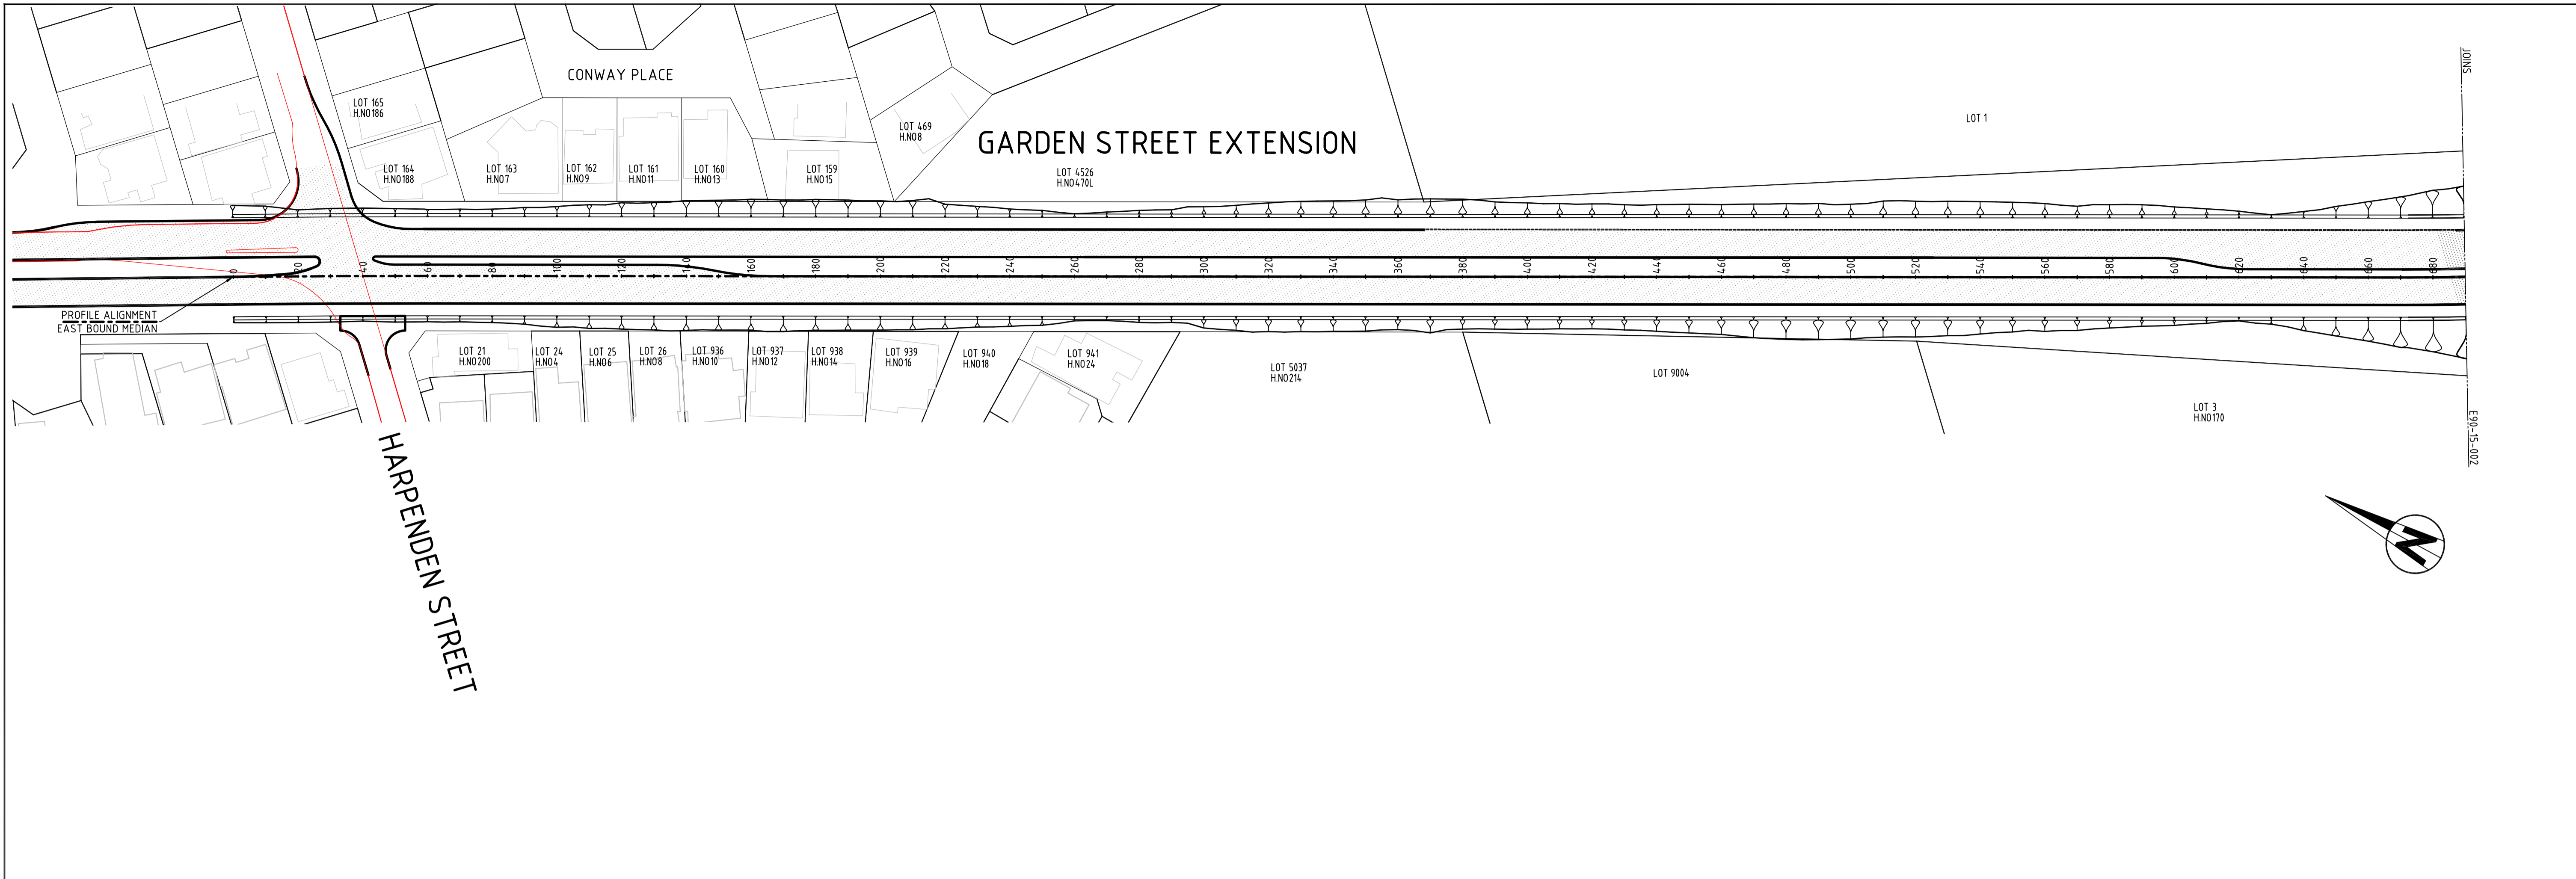 JOINS
CONWAY PLACE
LOT 165
H.NO186
LOT 1
LOT 469
H.NO8
GARDEN STREET EXTENSION
LOT 164
H.NO188
LOT 163
H.NO7
LOT 162
H.NO9
LOT 161
H.NO11
LOT 160
H.NO13
LOT 159
H.NO15
LOT 4526
H.NO470L
0
20
40
60
80
100
120
140
160
180
200
220
240
260
280
300
320
340
360
380
400
420
440
460
480
500
520
540
560
580
600
620
640
660
680
PROFILE ALIGNMENT
EAST BOUND MEDIAN
LOT 21
H.NO200
LOT 24
H.NO4
LOT 25
H.NO6
LOT 26
H.NO8
LOT 936
H.NO10
LOT 937
H.NO12
LOT 938
H.NO14
LOT 939
H.NO16
LOT 940
H.NO18
LOT 941
H.NO24
LOT 5037
H.NO214
LOT 9004
LOT 3
H.NO170
E90-15-002
HARPENDEN STREET
N